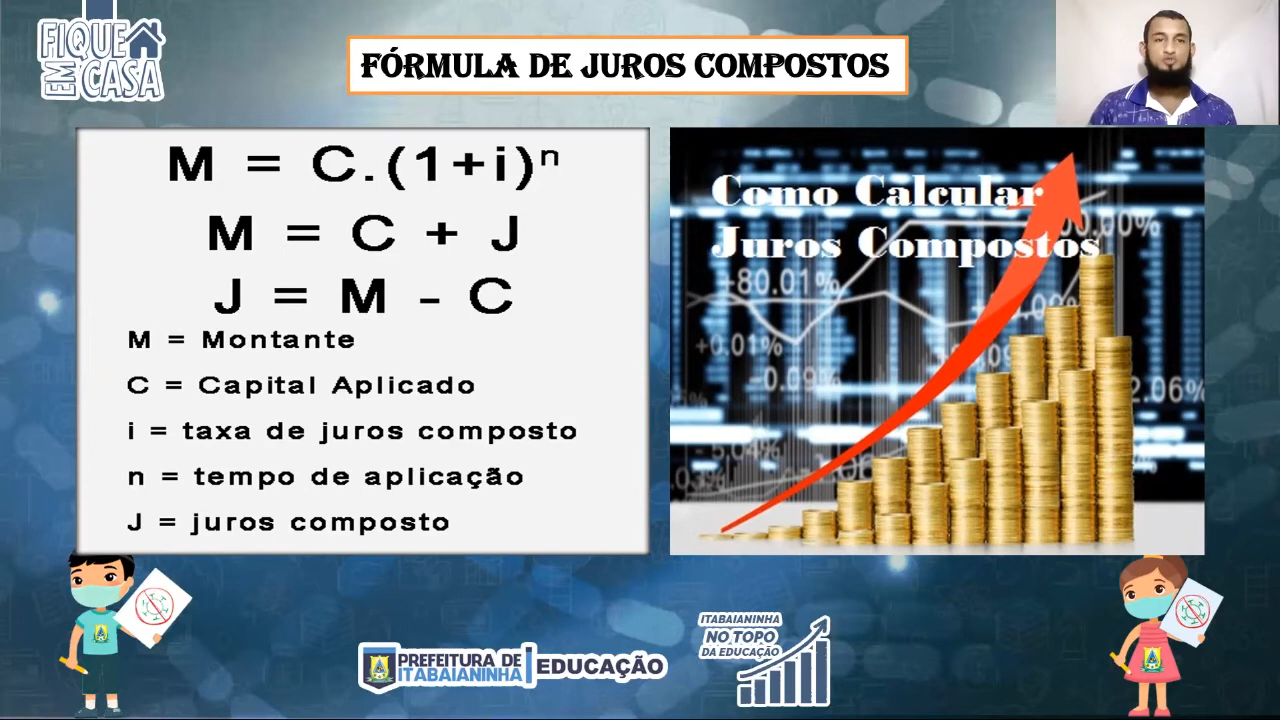 FIQUE
EM
CASA
FÓRMULA DE JUROS COMPOSTOS
M = C.(1+i)ⁿ
M = C + J
J = M - C
M = Montante
C = Capital Aplicado
i = taxa de juros composto
n = tempo de aplicação
J = juros composto
Como Calcular
Juros Compostos
+80.01%
+0.01%
2.06%
PREFEITURA DE
ITABAIANINHA
EDUCAÇÃO
ITABAIANINHA
NO TOPO
DA EDUCAÇÃO